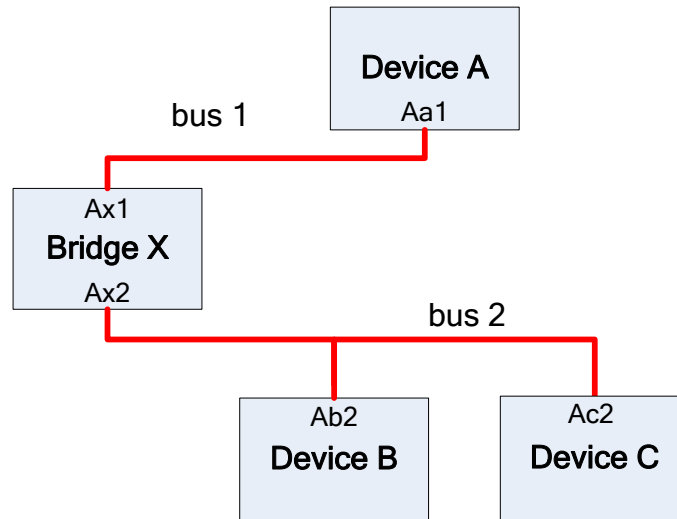 Device A
Aa1
bus 1
Ax1
Bridge X
Ax2
bus 2
Ab2
Device B
Ac2
Device C